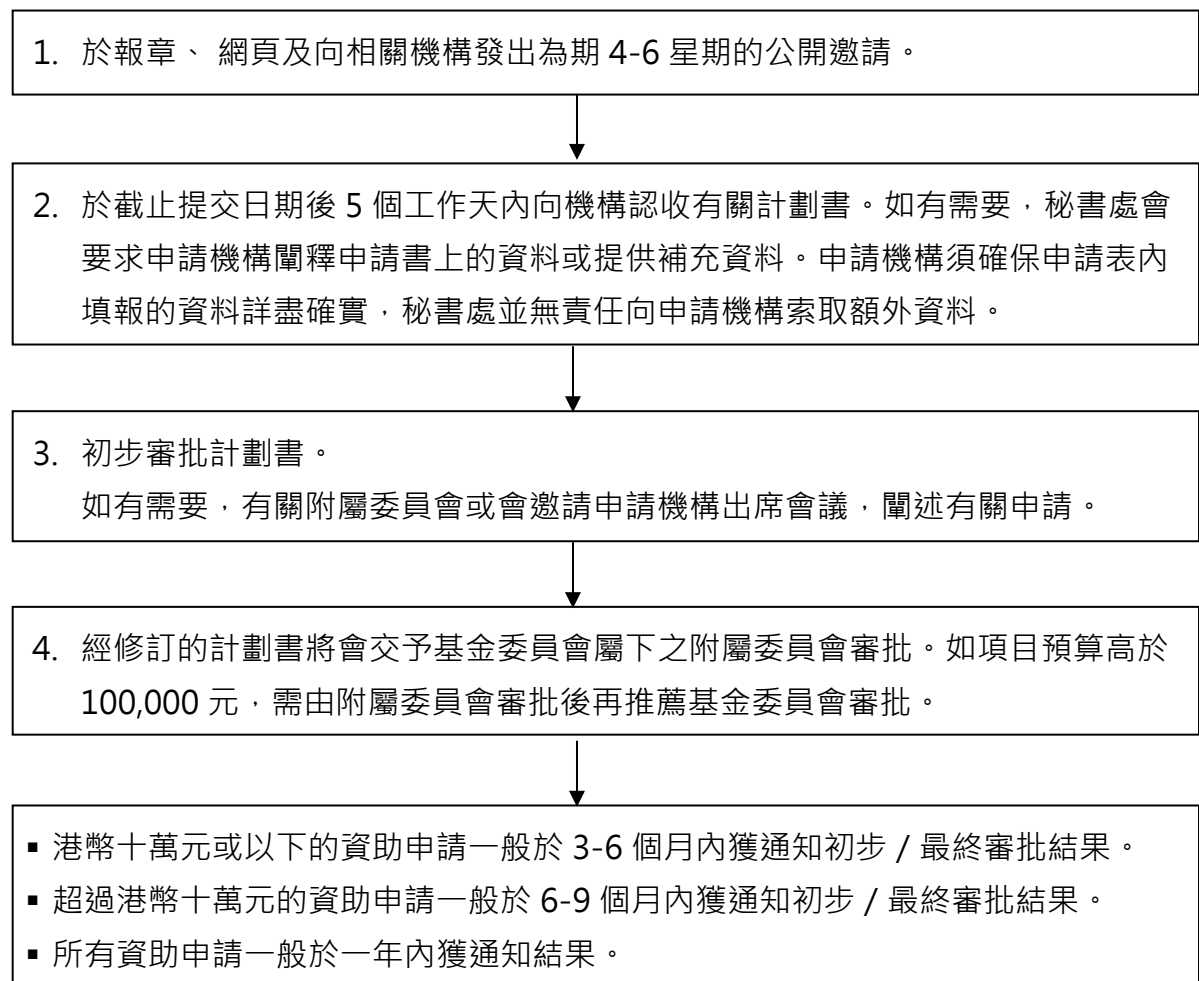 1. 於報章、 網頁及向相關機構發出為期 4-6 星期的公開邀請。
2. 於截止提交日期後 5 個工作天內向機構認收有關計劃書。如有需要，秘書處會
要求申請機構闡釋申請書上的資料或提供補充資料。申請機構須確保申請表內
填報的資料詳盡確實，秘書處並無責任向申請機構索取額外資料。
3. 初步審批計劃書。
如有需要，有關附屬委員會或會邀請申請機構出席會議，闡述有關申請。
4. 經修訂的計劃書將會交予基金委員會屬下之附屬委員會審批。如項目預算高於
100,000 元，需由附屬委員會審批後再推薦基金委員會審批。
▪ 港幣十萬元或以下的資助申請一般於 3-6 個月內獲通知初步 / 最終審批結果。
▪ 超過港幣十萬元的資助申請一般於 6-9 個月內獲通知初步 / 最終審批結果。
▪ 所有資助申請一般於一年內獲通知結果。